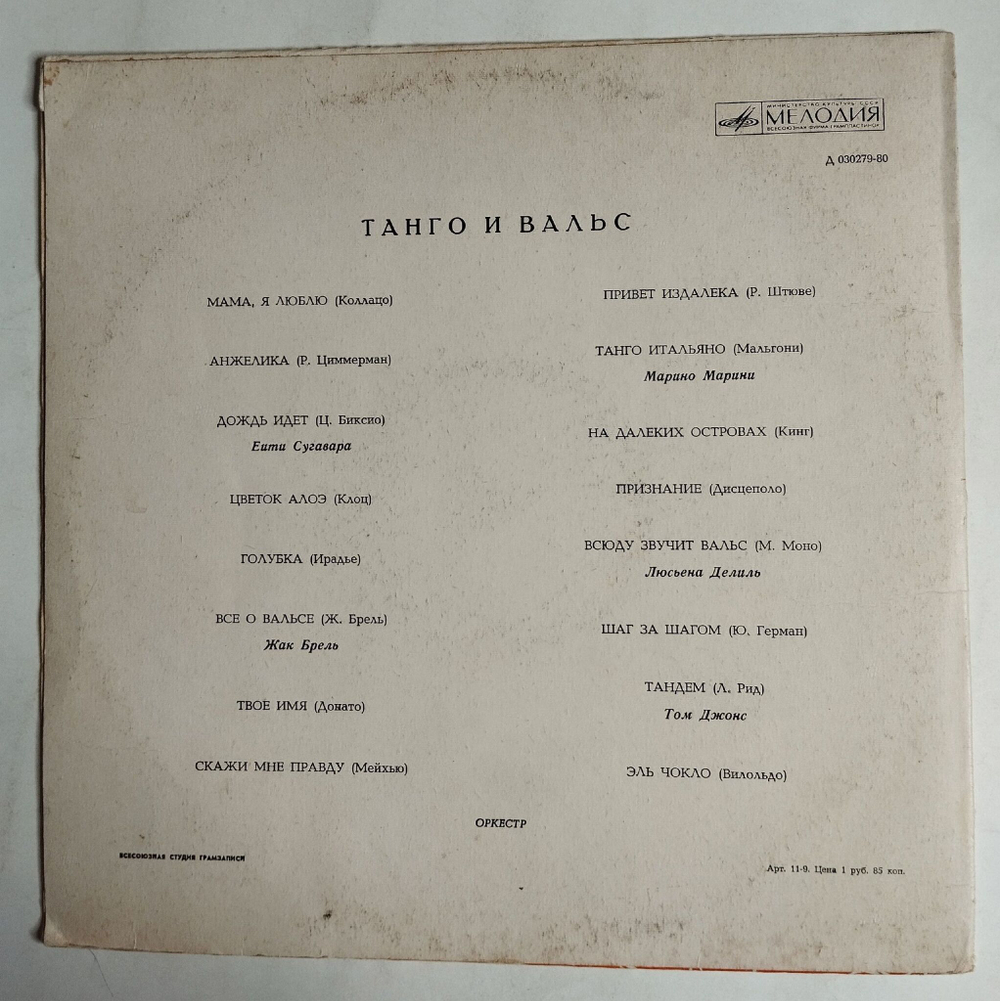 МИНИСТЕРСТВО КУЛЬТУРЫ СССР
МЕЛОДИЯ
ВСЕСОЮЗНАЯ ФИРМА ГРАМПЛАСТИНОК
Д 030279-80
ТАНГО И ВАЛЬС
МАМА, Я ЛЮБЛЮ (Коллацо)
АНЖЕЛИКА (Р. Циммерман)
ДОЖДЬ ИДЕТ (Ц. Биксио)
Еити Сугавара
ЦВЕТОК АЛОЭ (Клоц)
ГОЛУБКА (Ирадье)
ВСЕ О ВАЛЬСЕ (Ж. Брель)
Жак Брель
ТВОЕ ИМЯ (Донато)
СКАЖИ МНЕ ПРАВДУ (Мейхью)
ПРИВЕТ ИЗДАЛЕКА (Р. Штюве)
ТАНГО ИТАЛЬЯНО (Мальгони)
Марино Марини
НА ДАЛЕКИХ ОСТРОВАХ (Кинг)
ПРИЗНАНИЕ (Дисцеполо)
ВСЮДУ ЗВУЧИТ ВАЛЬС (М. Моно)
Люсьена Делиль
ШАГ ЗА ШАГОМ (Ю. Герман)
ТАНДЕМ (Л. Рид)
Том Джонс
ЭЛЬ ЧОКЛО (Вилольдо)
ОРКЕСТР
ВСЕСОЮЗНАЯ СТУДИЯ ГРАМЗАПИСИ
Арт. 11-9. Цена 1 руб. 85 коп.